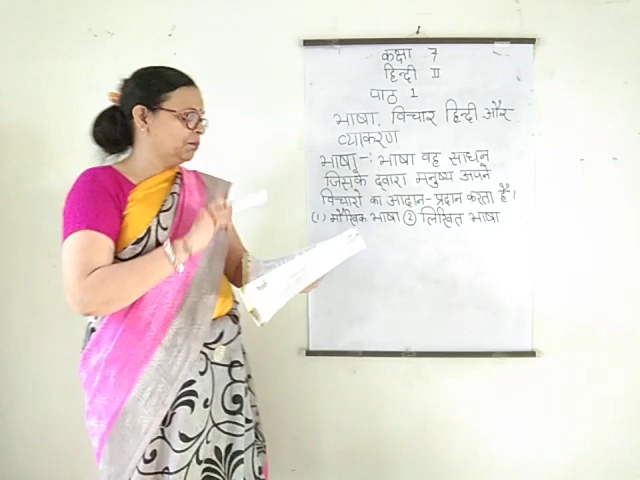 कक्षा 7
हिन्दी II
पाठ 1
भाषा, विचार हिन्दी और
व्याकरण
भाषा -: भाषा वह साधन
जिसके द्वारा मनुष्य अपने
विचारो का आदान-प्रदान करता है।
(1) मौखिक भाषा ② लिखित भाषा